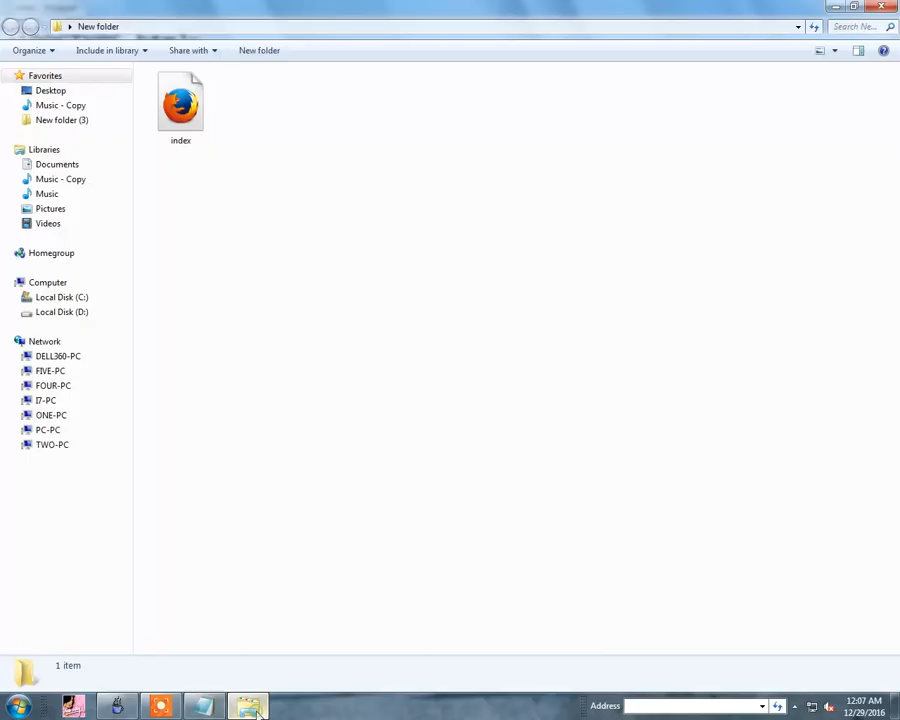 New folder
Search Ne...
Organize
Include in library
Share with
New folder
Favorites
Desktop
Music - Copy
New folder (3)
Libraries
Documents
Music - Copy
Music
Pictures
Videos
Homegroup
Computer
Local Disk (C:)
Local Disk (D:)
Network
DELL360-PC
FIVE-PC
FOUR-PC
I7-PC
ONE-PC
PC-PC
TWO-PC
index
1 item
Address
12:07 AM
12/29/2016